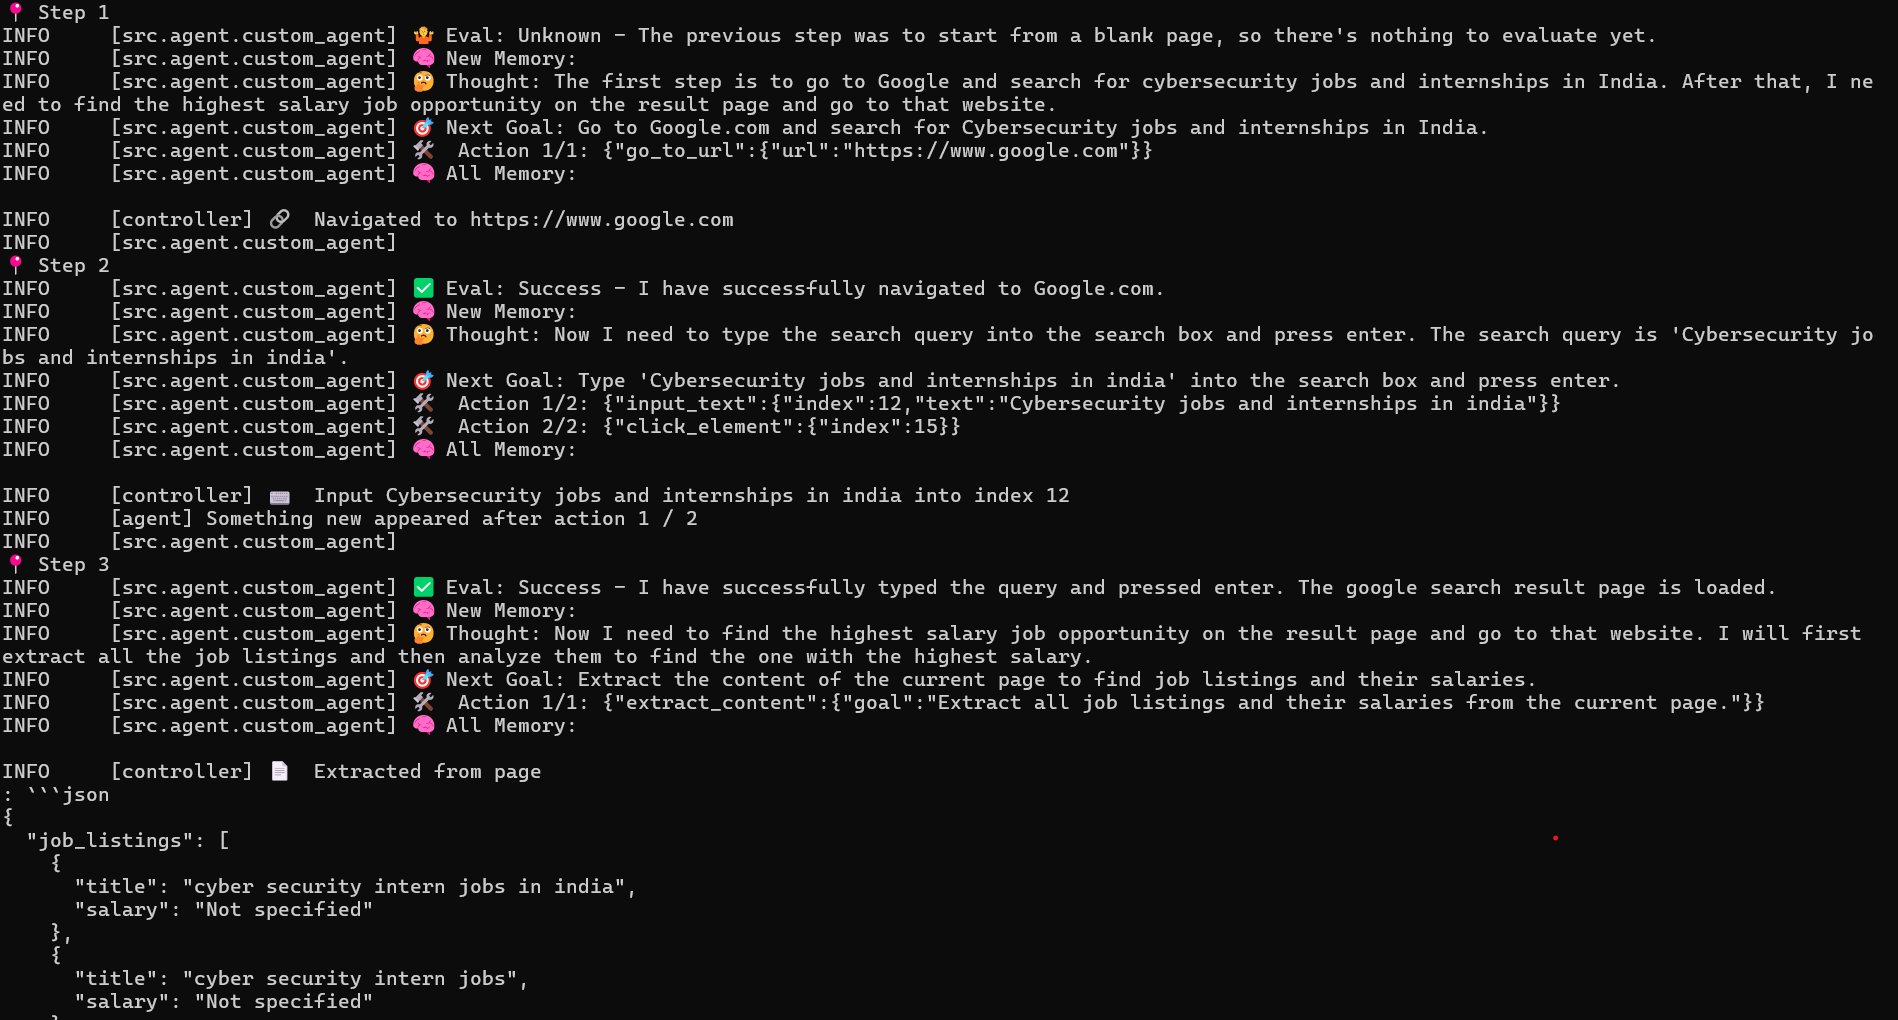 📍 Step 1
INFO     [src.agent.custom_agent] 🤷 Eval: Unknown – The previous step was to start from a blank page, so there's nothing to evaluate yet.
INFO     [src.agent.custom_agent] 🧠 New Memory:
INFO     [src.agent.custom_agent] 🤔 Thought: The first step is to go to Google and search for cybersecurity jobs and internships in India. After that, I ne
ed to find the highest salary job opportunity on the result page and go to that website.
INFO     [src.agent.custom_agent] 🎯 Next Goal: Go to Google.com and search for Cybersecurity jobs and internships in India.
INFO     [src.agent.custom_agent] 🛠️  Action 1/1: {"go_to_url":{"url":"https://www.google.com"}}
INFO     [src.agent.custom_agent] 🧠 All Memory:
INFO     [controller] 🔗  Navigated to https://www.google.com
INFO     [src.agent.custom_agent]
📍 Step 2
INFO     [src.agent.custom_agent] ✅ Eval: Success – I have successfully navigated to Google.com.
INFO     [src.agent.custom_agent] 🧠 New Memory:
INFO     [src.agent.custom_agent] 🤔 Thought: Now I need to type the search query into the search box and press enter. The search query is 'Cybersecurity jo
bs and internships in india'.
INFO     [src.agent.custom_agent] 🎯 Next Goal: Type 'Cybersecurity jobs and internships in india' into the search box and press enter.
INFO     [src.agent.custom_agent] 🛠️  Action 1/2: {"input_text":{"index":12,"text":"Cybersecurity jobs and internships in india"}}
INFO     [src.agent.custom_agent] 🛠️  Action 2/2: {"click_element":{"index":15}}
INFO     [src.agent.custom_agent] 🧠 All Memory:
INFO     [controller] ⌨️  Input Cybersecurity jobs and internships in india into index 12
INFO     [agent] Something new appeared after action 1 / 2
INFO     [src.agent.custom_agent]
📍 Step 3
INFO     [src.agent.custom_agent] ✅ Eval: Success – I have successfully typed the query and pressed enter. The google search result page is loaded.
INFO     [src.agent.custom_agent] 🧠 New Memory:
INFO     [src.agent.custom_agent] 🤔 Thought: Now I need to find the highest salary job opportunity on the result page and go to that website. I will first
extract all the job listings and then analyze them to find the one with the highest salary.
INFO     [src.agent.custom_agent] 🎯 Next Goal: Extract the content of the current page to find job listings and their salaries.
INFO     [src.agent.custom_agent] 🛠️  Action 1/1: {"extract_content":{"goal":"Extract all job listings and their salaries from the current page."}}
INFO     [src.agent.custom_agent] 🧠 All Memory:
INFO     [controller] 📄  Extracted from page
: ```json
{
  "job_listings": [
    {
      "title": "cyber security intern jobs in india",
      "salary": "Not specified"
    },
    {
      "title": "cyber security intern jobs",
      "salary": "Not specified"